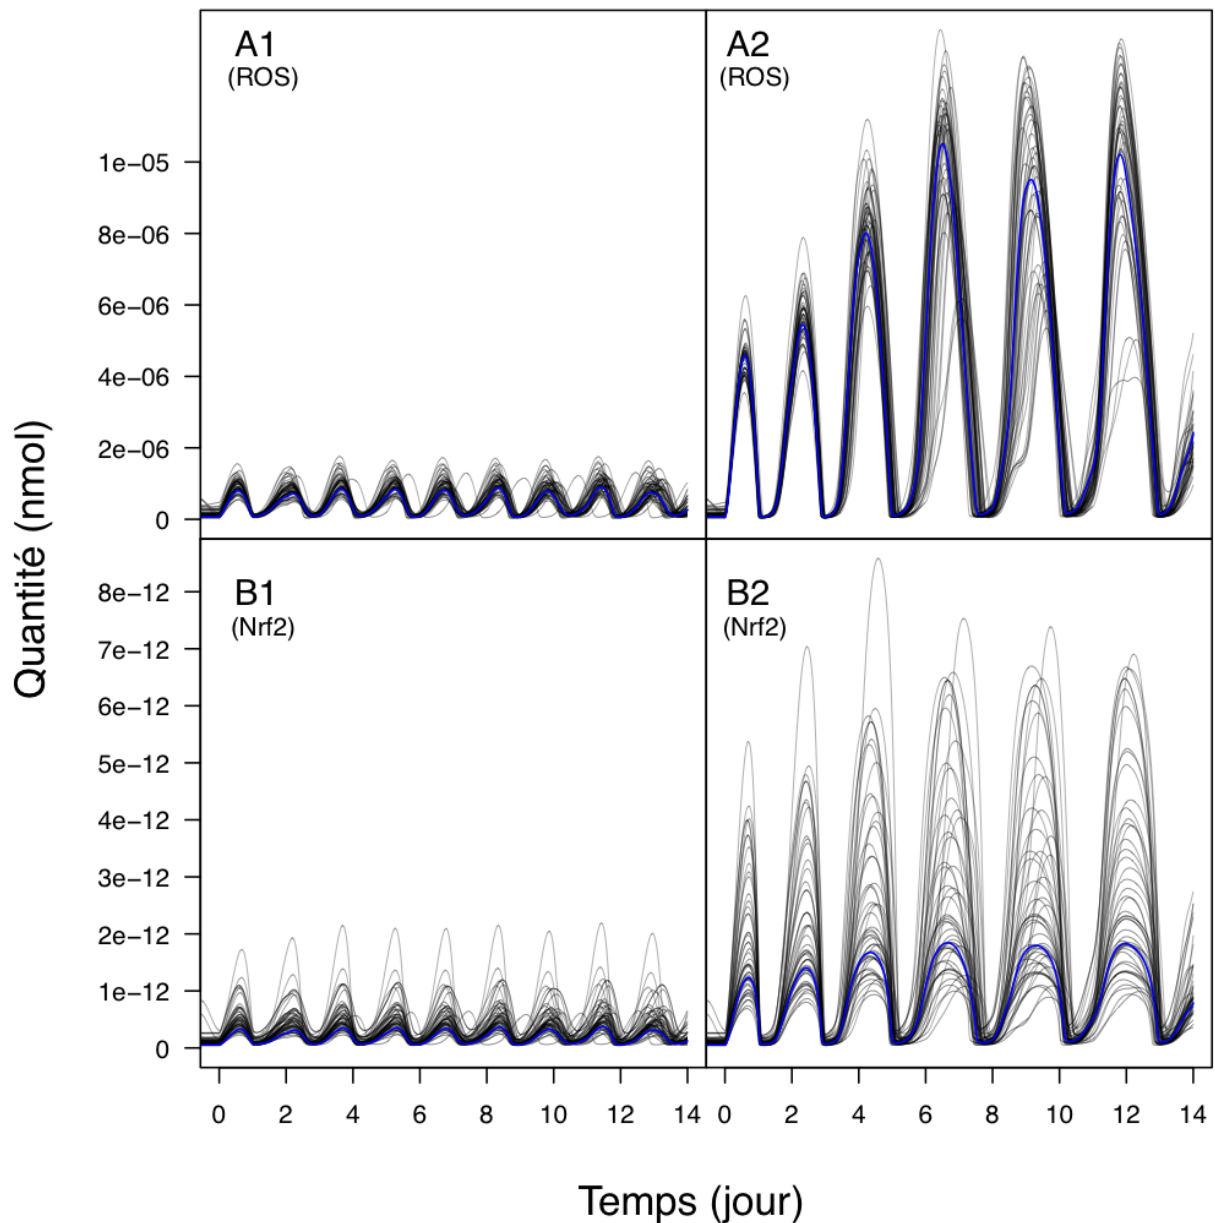 A1
(ROS)
A2
(ROS)
1e−05
8e−06
6e−06
4e−06
2e−06
0
B1
(Nrf2)
B2
(Nrf2)
8e−12
7e−12
6e−12
5e−12
4e−12
3e−12
2e−12
1e−12
0
Quantité (nmol)
0 2 4 6 8 10 12 14
0 2 4 6 8 10 12 14
Temps (jour)